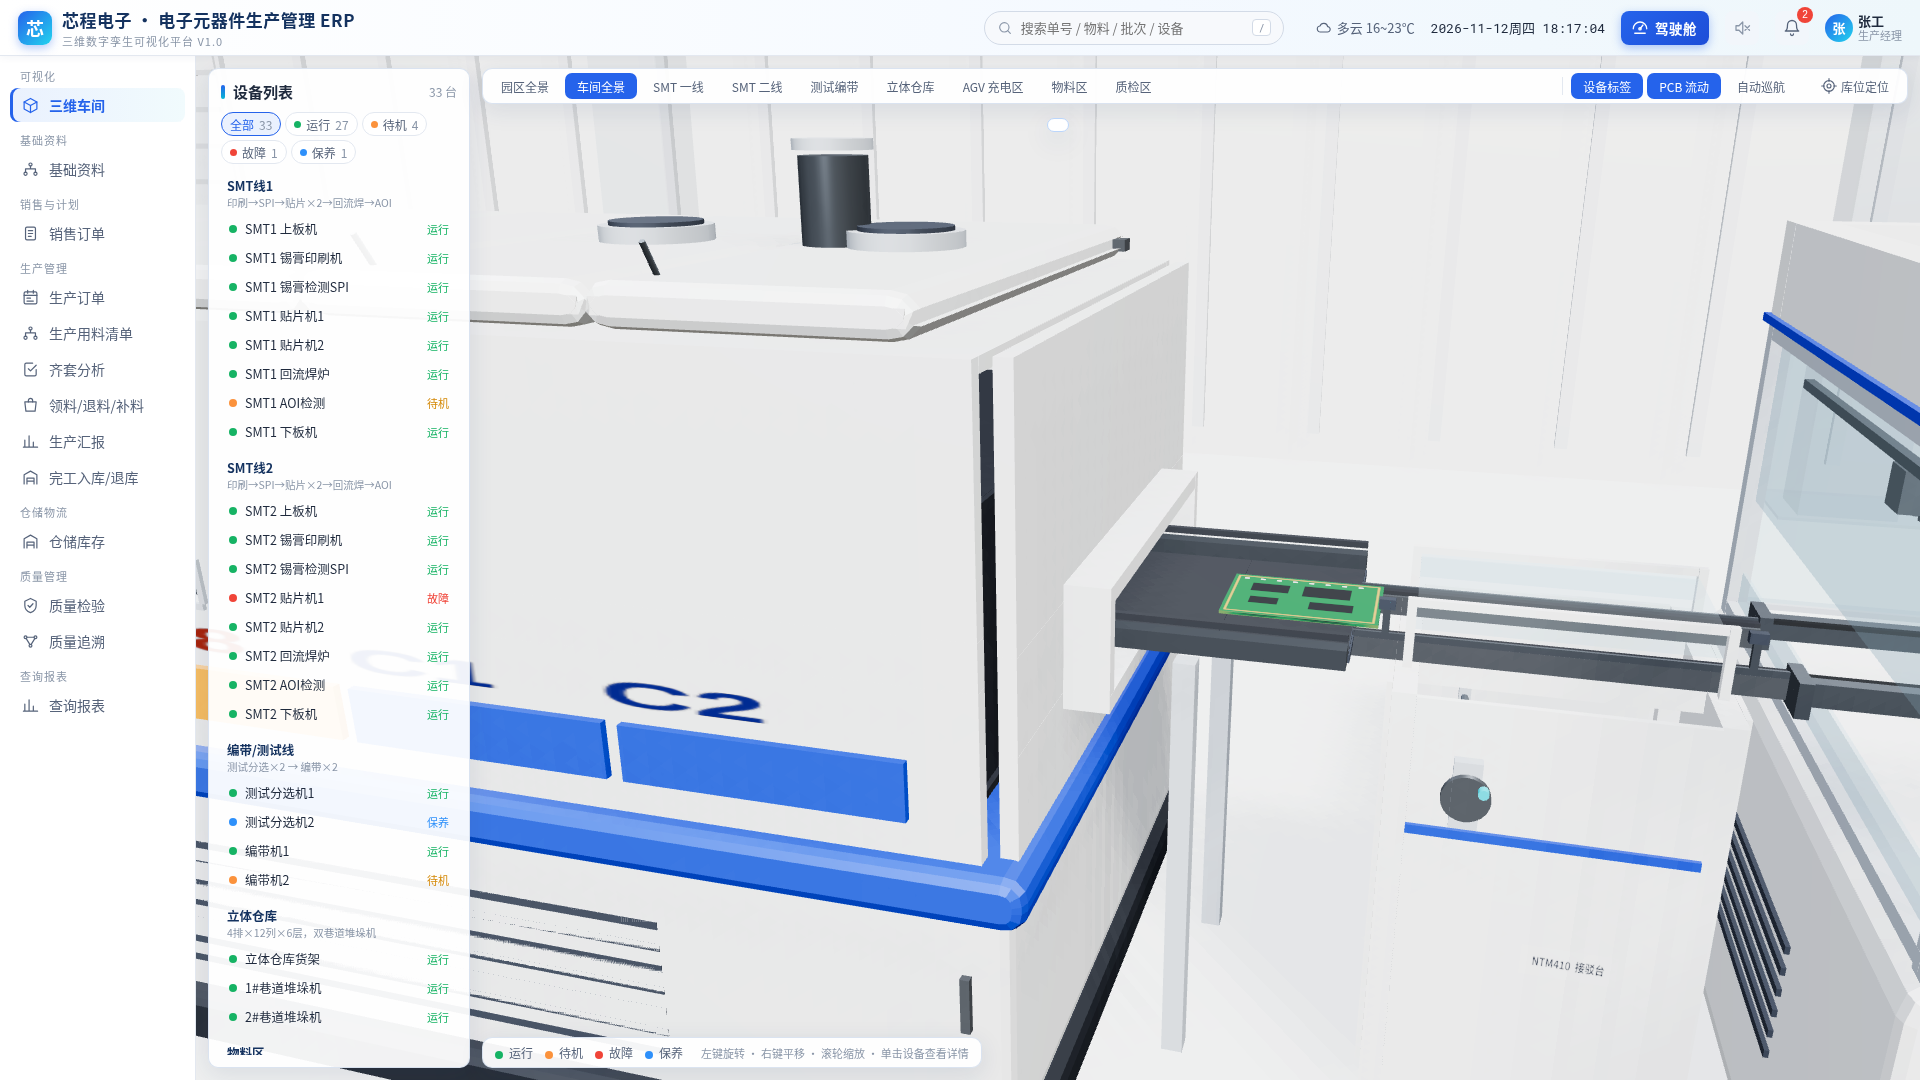 芯
芯程电子 · 电子元器件生产管理 ERP
三维数字孪生可视化平台 V1.0
搜索单号 / 物料 / 批次 / 设备
/
多云 16~23℃
2026-11-12周四 18:17:04
驾驶舱
2
张
张工
生产经理
可视化
三维车间
基础资料
基础资料
销售与计划
销售订单
生产管理
生产订单
生产用料清单
齐套分析
领料/退料/补料
生产汇报
完工入库/退库
仓储物流
仓储库存
质量管理
质量检验
质量追溯
查询报表
查询报表
设备列表
33 台
全部 33
运行 27
待机 4
故障 1
保养 1
SMT线1
印刷→SPI→贴片×2→回流焊→AOI
SMT1 上板机 运行
SMT1 锡膏印刷机 运行
SMT1 锡膏检测SPI 运行
SMT1 贴片机1 运行
SMT1 贴片机2 运行
SMT1 回流焊炉 运行
SMT1 AOI检测 待机
SMT1 下板机 运行
SMT线2
印刷→SPI→贴片×2→回流焊→AOI
SMT2 上板机 运行
SMT2 锡膏印刷机 运行
SMT2 锡膏检测SPI 运行
SMT2 贴片机1 故障
SMT2 贴片机2 运行
SMT2 回流焊炉 运行
SMT2 AOI检测 运行
SMT2 下板机 运行
编带/测试线
测试分选×2→编带×2
测试分选机1 运行
测试分选机2 保养
编带机1 运行
编带机2 待机
立体仓库
4排×12列×6层，双巷道堆垛机
立体仓库货架 运行
1#巷道堆垛机 运行
2#巷道堆垛机 运行
物料区
园区全景
车间全景
SMT 一线
SMT 二线
测试编带
立体仓库
AGV 充电区
物料区
质检区
设备标签
PCB 流动
自动巡航
库位定位
C1
C2
NTM410 接驳台
运行
待机
故障
保养
左键旋转 · 右键平移 · 滚轮缩放 · 单击设备查看详情